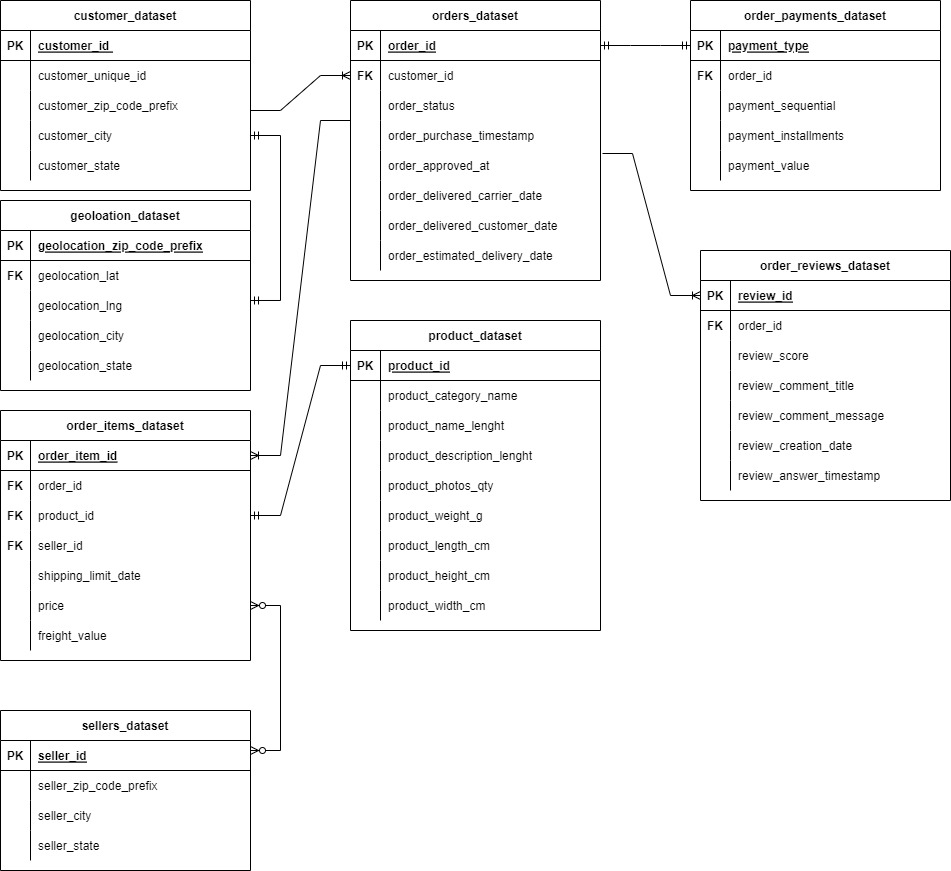 customer_dataset
PK customer_id
customer_unique_id
customer_zip_code_prefix
customer_city
customer_state
geoloation_dataset
PK geolocation_zip_code_prefix
FK geolocation_lat
geolocation_lng
geolocation_city
geolocation_state
order_items_dataset
PK order_item_id
FK order_id
FK product_id
FK seller_id
shipping_limit_date
price
freight_value
sellers_dataset
PK seller_id
seller_zip_code_prefix
seller_city
seller_state
orders_dataset
PK order_id
FK customer_id
order_status
order_purchase_timestamp
order_approved_at
order_delivered_carrier_date
order_delivered_customer_date
order_estimated_delivery_date
product_dataset
PK product_id
product_category_name
product_name_lenght
product_description_lenght
product_photos_qty
product_weight_g
product_length_cm
product_height_cm
product_width_cm
order_payments_dataset
PK payment_type
FK order_id
payment_sequential
payment_installments
payment_value
order_reviews_dataset
PK review_id
FK order_id
review_score
review_comment_title
review_comment_message
review_creation_date
review_answer_timestamp